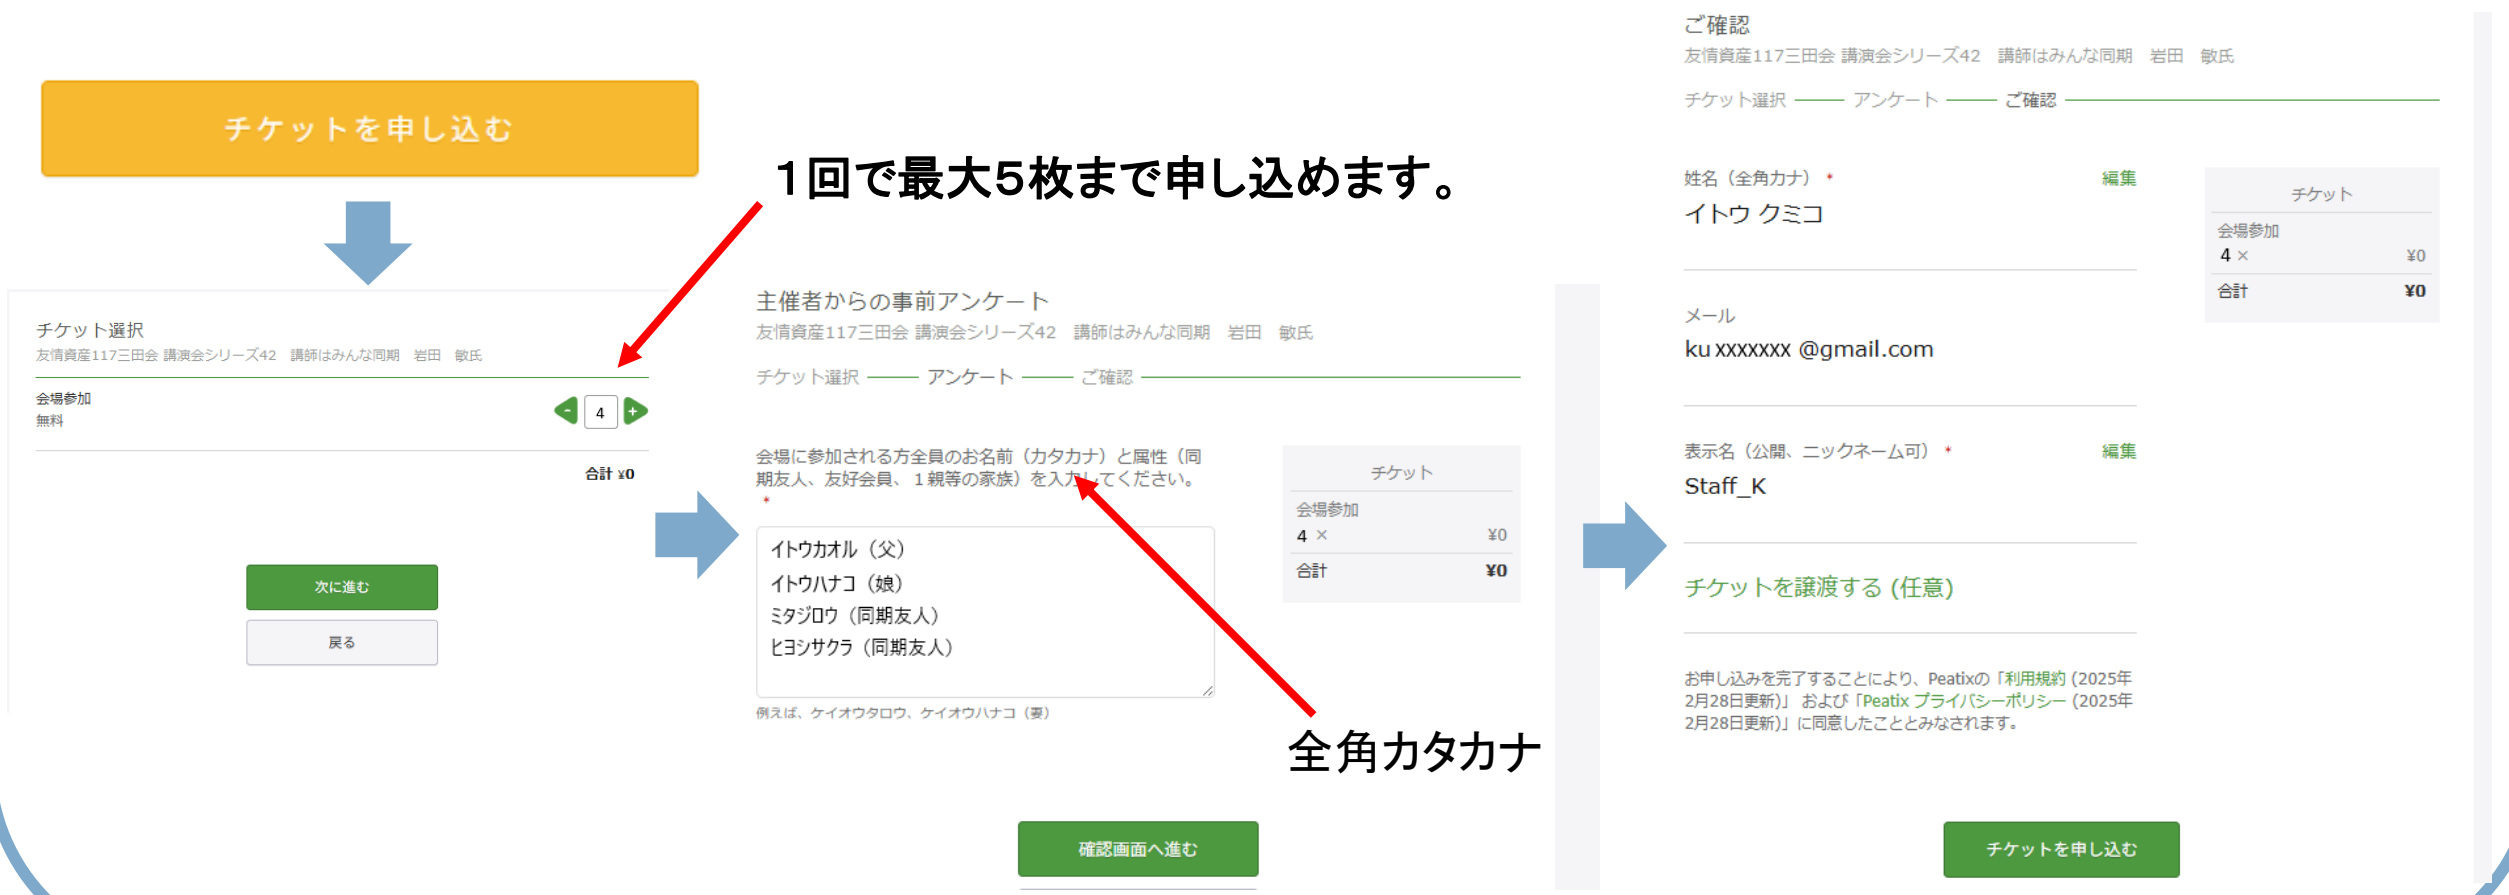 チケットを申し込む
1回で最大5枚まで申し込めます。
チケット選択
友情資産117三田会 講演会シリーズ42　講師はみんな同期　岩田　敏氏
会場参加
無料
- 4 +
合計 ¥0
次に進む
戻る
主催者からの事前アンケート
友情資産117三田会 講演会シリーズ42　講師はみんな同期　岩田　敏氏
チケット選択 アンケート ご確認
会場に参加される方全員のお名前（カタカナ）と属性（同
期友人、友好会員、１親等の家族）を入力してください。
*
イトウカオル（父）
イトウハナコ（娘）
ミタジロウ（同期友人）
ヒヨシサクラ（同期友人）
例えば、ケイオウタロウ、ケイオウハナコ（妻）
全角カタカナ
チケット
会場参加
4 × ¥0
合計 ¥0
確認画面へ進む
ご確認
友情資産117三田会 講演会シリーズ42　講師はみんな同期　岩田　敏氏
チケット選択 アンケート ご確認
姓名（全角カナ） * 編集
イトウ クミコ
メール
ku xxxxxxx @gmail.com
表示名（公開、ニックネーム可） * 編集
Staff_K
チケットを譲渡する (任意)
お申し込みを完了することにより、Peatixの「利用規約 (2025年
2月28日更新)」 および「Peatix プライバシーポリシー (2025年
2月28日更新)」に同意したこととみなされます。
チケット
会場参加
4 × ¥0
合計 ¥0
チケットを申し込む